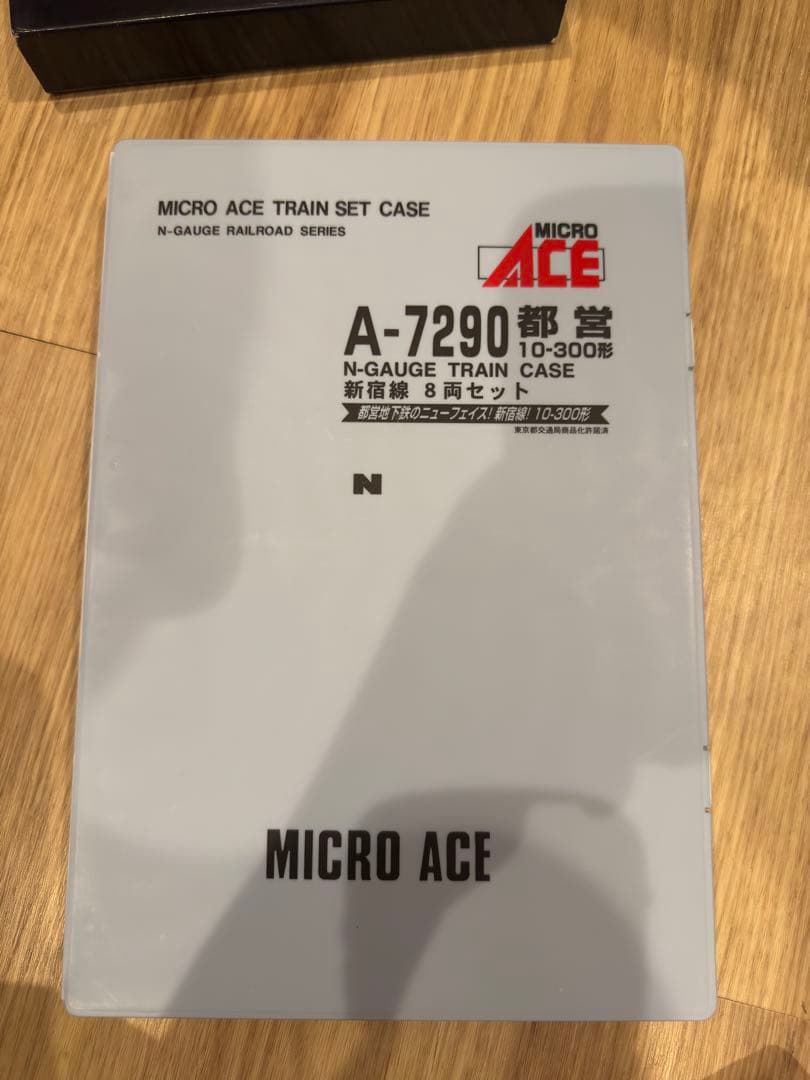 MICRO ACE TRAIN SET CASE
N-GAUGE RAILROAD SERIES
MICRO
ACE
A-7290 都営
10-300形
N-GAUGE TRAIN CASE
新宿線 8両セット
都営地下鉄のニューフェイス!新宿線!10-300形
東京都交通局商品化許諾済
N
MICRO ACE